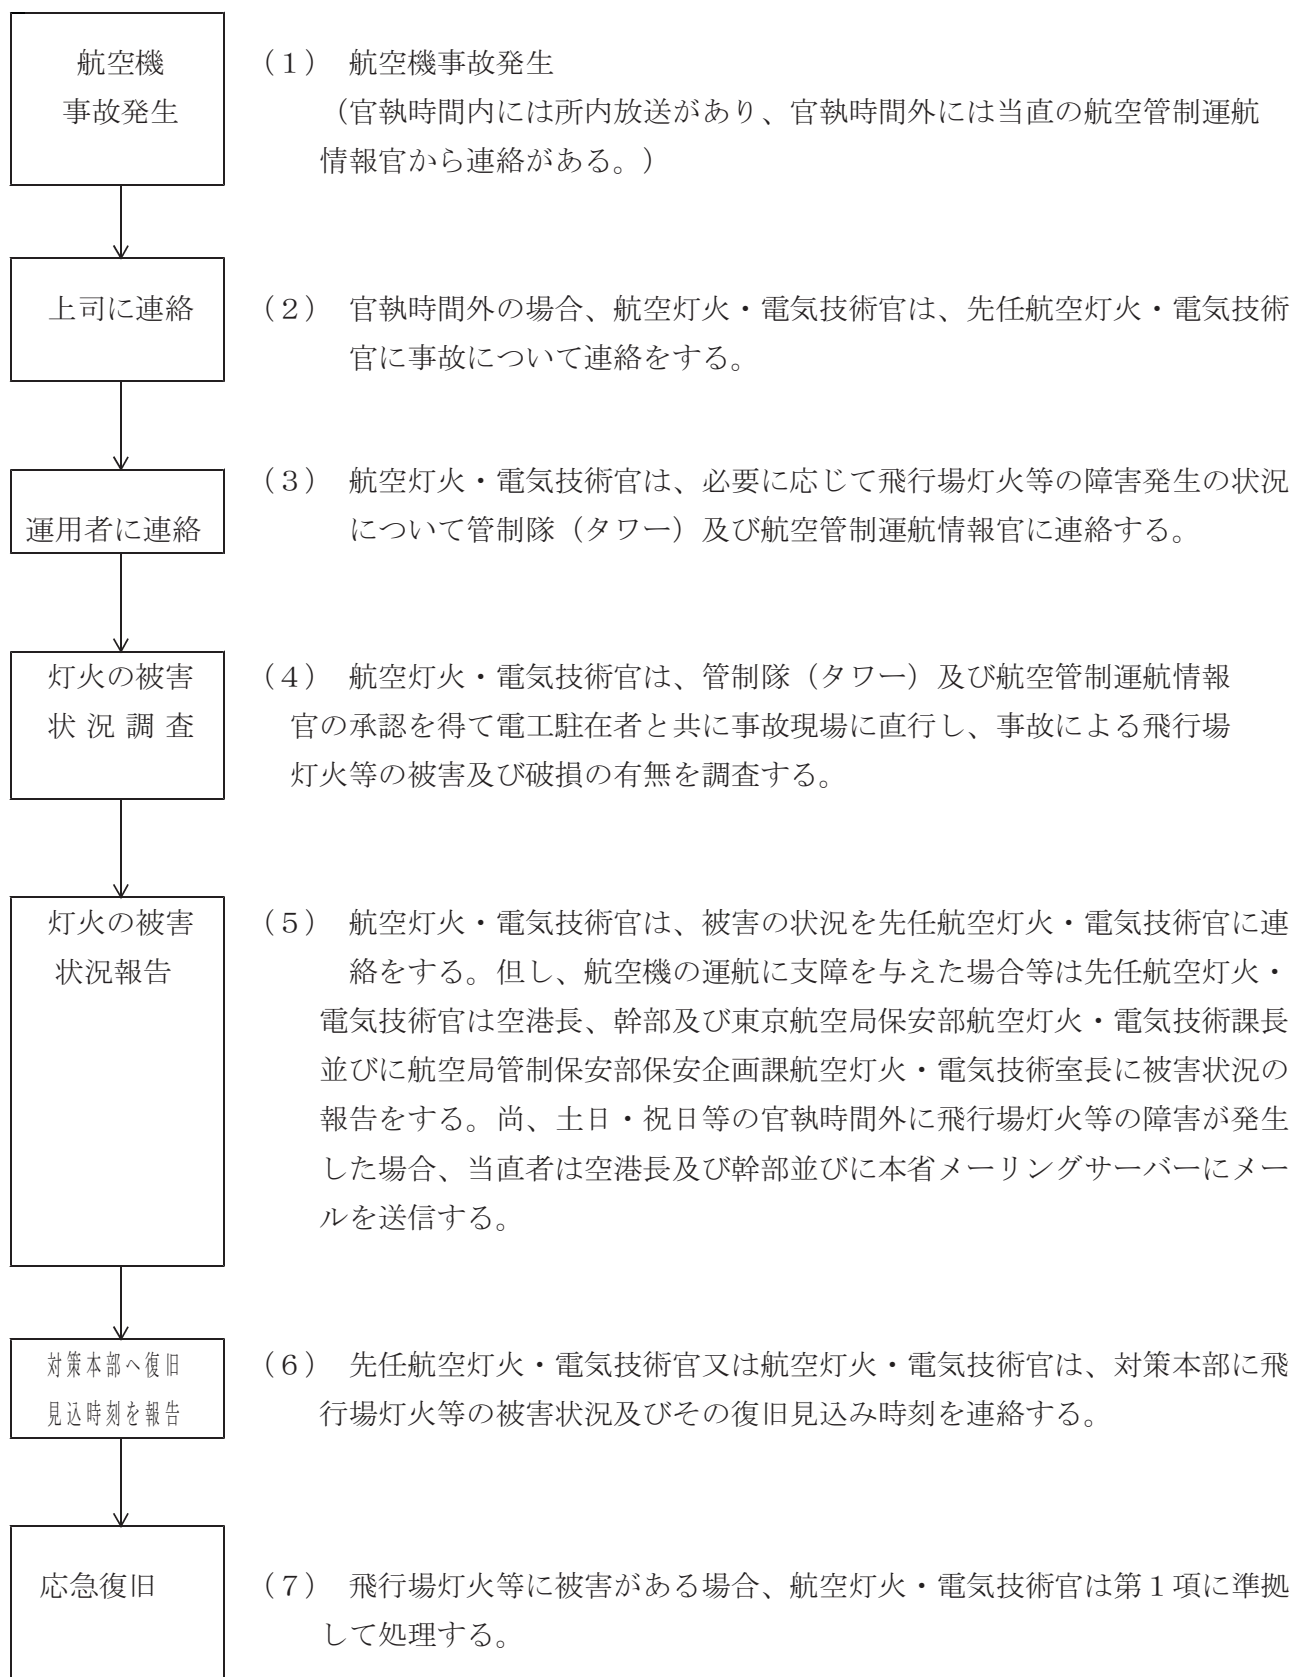 航空機
事故発生
（１） 航空機事故発生
（官執時間内には所内放送があり、官執時間外には当直の航空管制運航
情報官から連絡がある。）
上司に連絡
（２） 官執時間外の場合、航空灯火・電気技術官は、先任航空灯火・電気技術
官に事故について連絡をする。
運用者に連絡
（３） 航空灯火・電気技術官は、必要に応じて飛行場灯火等の障害発生の状況
について管制隊（タワー）及び航空管制運航情報官に連絡する。
灯火の被害
状況調査
（４） 航空灯火・電気技術官は、管制隊（タワー）及び航空管制運航情報
官の承認を得て電工駐在者と共に事故現場に直行し、事故による飛行場
灯火等の被害及び破損の有無を調査する。
灯火の被害
状況報告
（５） 航空灯火・電気技術官は、被害の状況を先任航空灯火・電気技術官に連
絡をする。但し、航空機の運航に支障を与えた場合等は先任航空灯火・
電気技術官は空港長、幹部及び東京航空局保安部航空灯火・電気技術課長
並びに航空局管制保安部保安企画課航空灯火・電気技術室長に被害状況の
報告をする。尚、土日・祝日等の官執時間外に飛行場灯火等の障害が発生
した場合、当直者は空港長及び幹部並びに本省メーリングサーバーにメー
ルを送信する。
対策本部へ復旧
見込時刻を報告
（６） 先任航空灯火・電気技術官又は航空灯火・電気技術官は、対策本部に飛
行場灯火等の被害状況及びその復旧見込み時刻を連絡する。
応急復旧
（７） 飛行場灯火等に被害がある場合、航空灯火・電気技術官は第１項に準拠
して処理する。